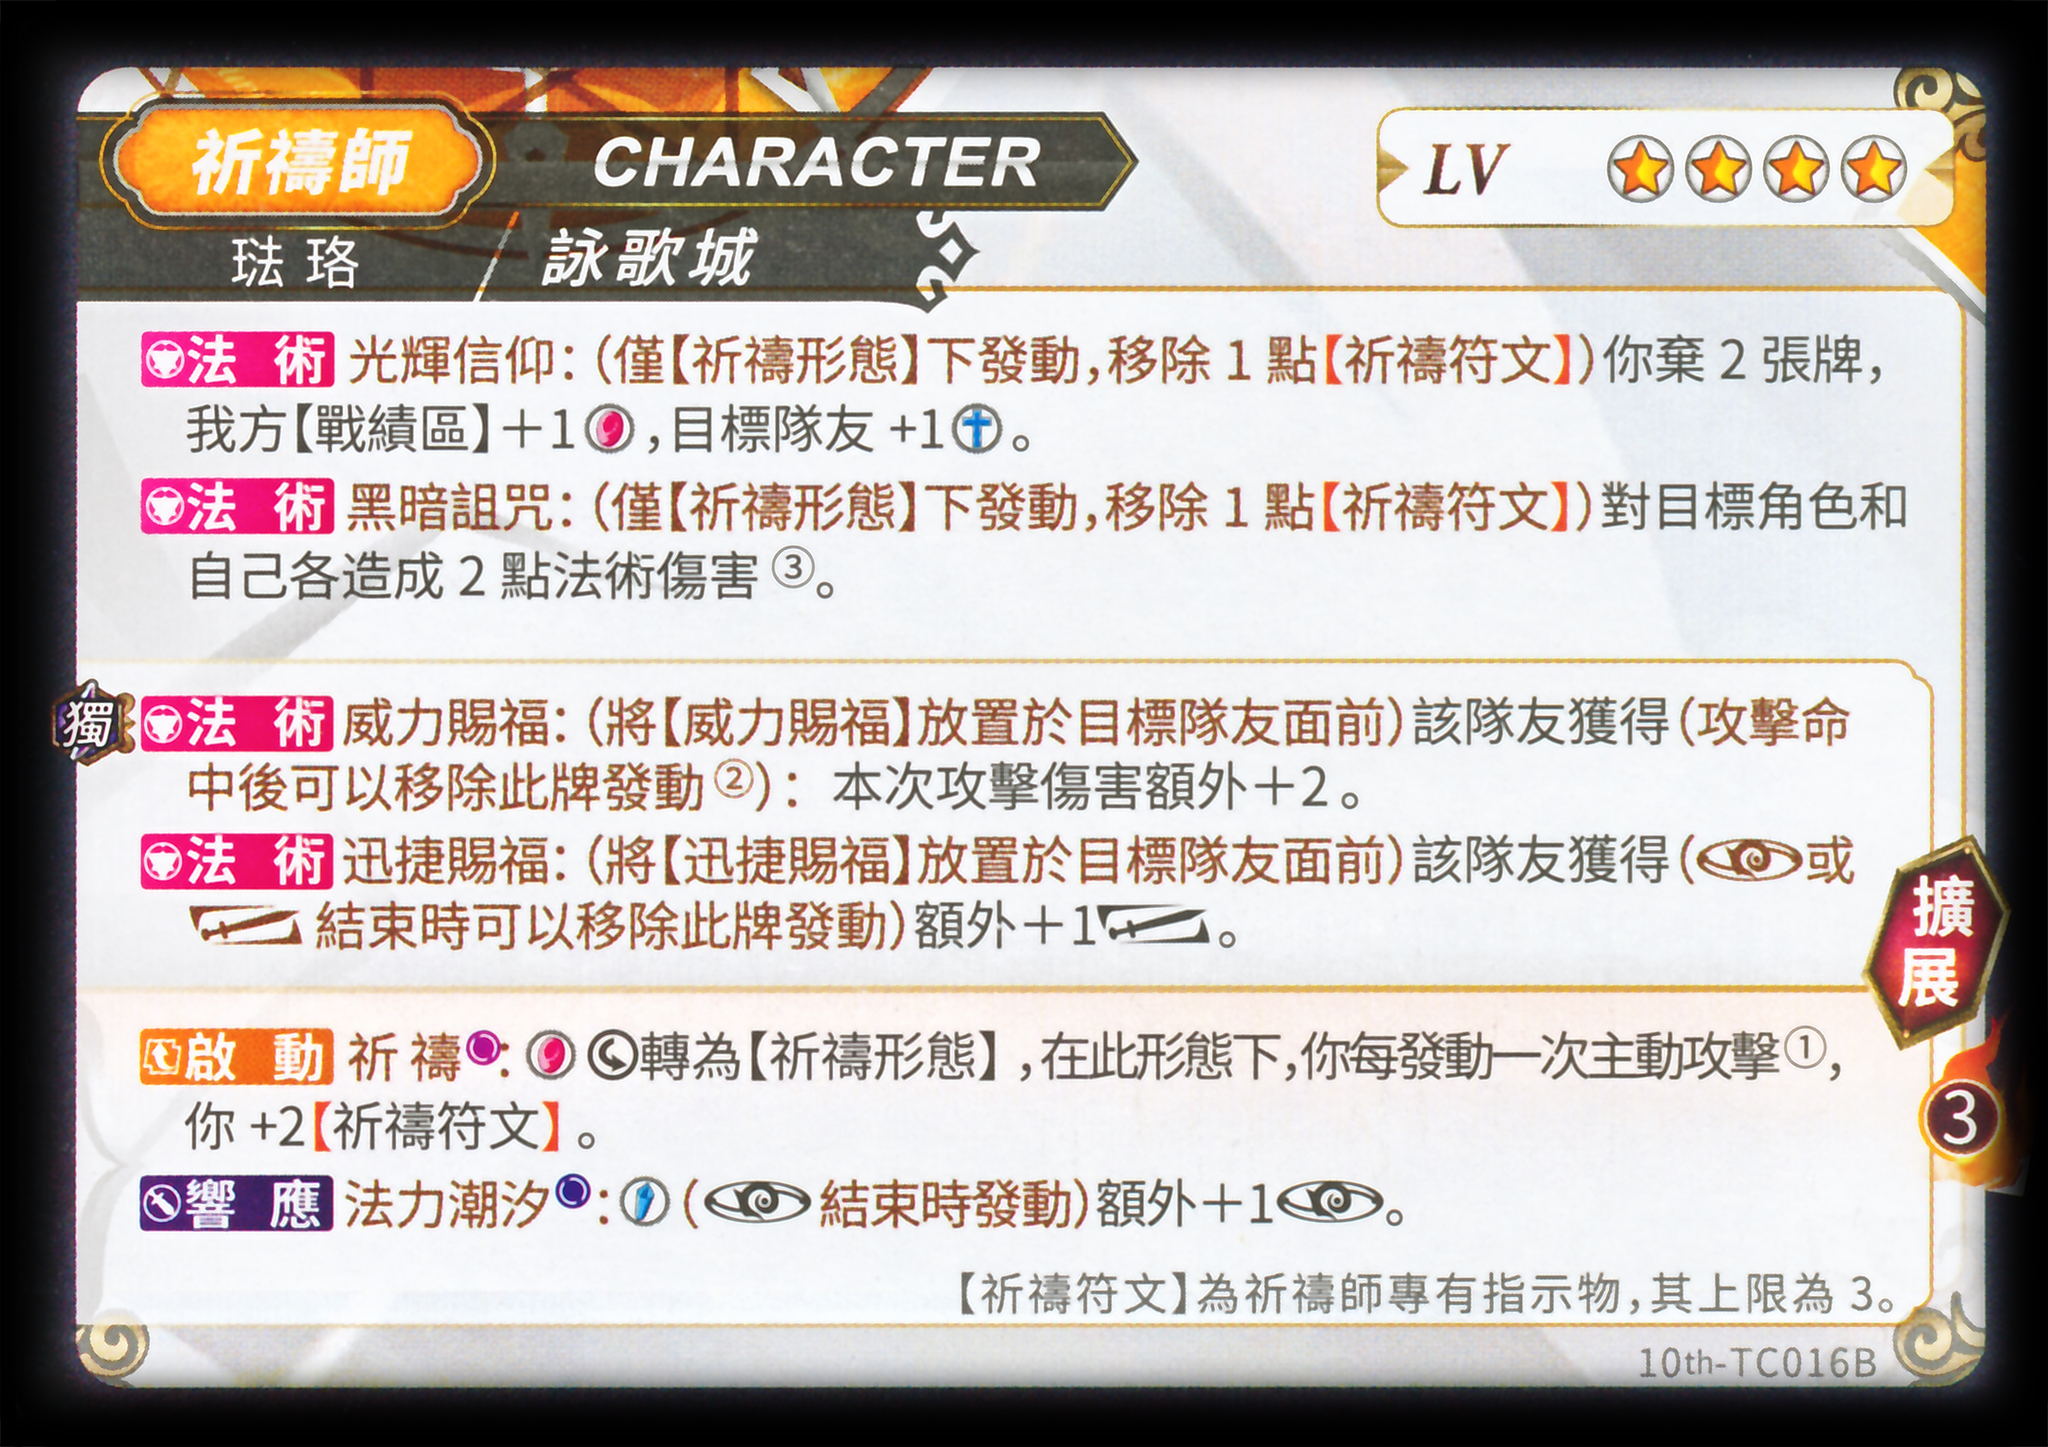 祈禱師 CHARACTER LV
琺珞 詠歌城
法術 光輝信仰：（僅【祈禱形態】下發動，移除 1 點【祈禱符文】）你棄 2 張牌，
我方【戰績區】＋1，目標隊友 +1。
法術 黑暗詛咒：（僅【祈禱形態】下發動，移除 1 點【祈禱符文】）對目標角色和
自己各造成 2 點法術傷害③。
獨 法術 威力賜福：（將【威力賜福】放置於目標隊友面前）該隊友獲得（攻擊命
中後可以移除此牌發動②）：本次攻擊傷害額外＋2。
法術 迅捷賜福：（將【迅捷賜福】放置於目標隊友面前）該隊友獲得（或
結束時可以移除此牌發動）額外＋1。
擴展
啟動 祈禱：轉為【祈禱形態】，在此形態下，你每發動一次主動攻擊①，
你 +2【祈禱符文】。
3
響應 法力潮汐：（結束時發動）額外＋1。
【祈禱符文】為祈禱師專有指示物，其上限為 3。
10th-TC016B